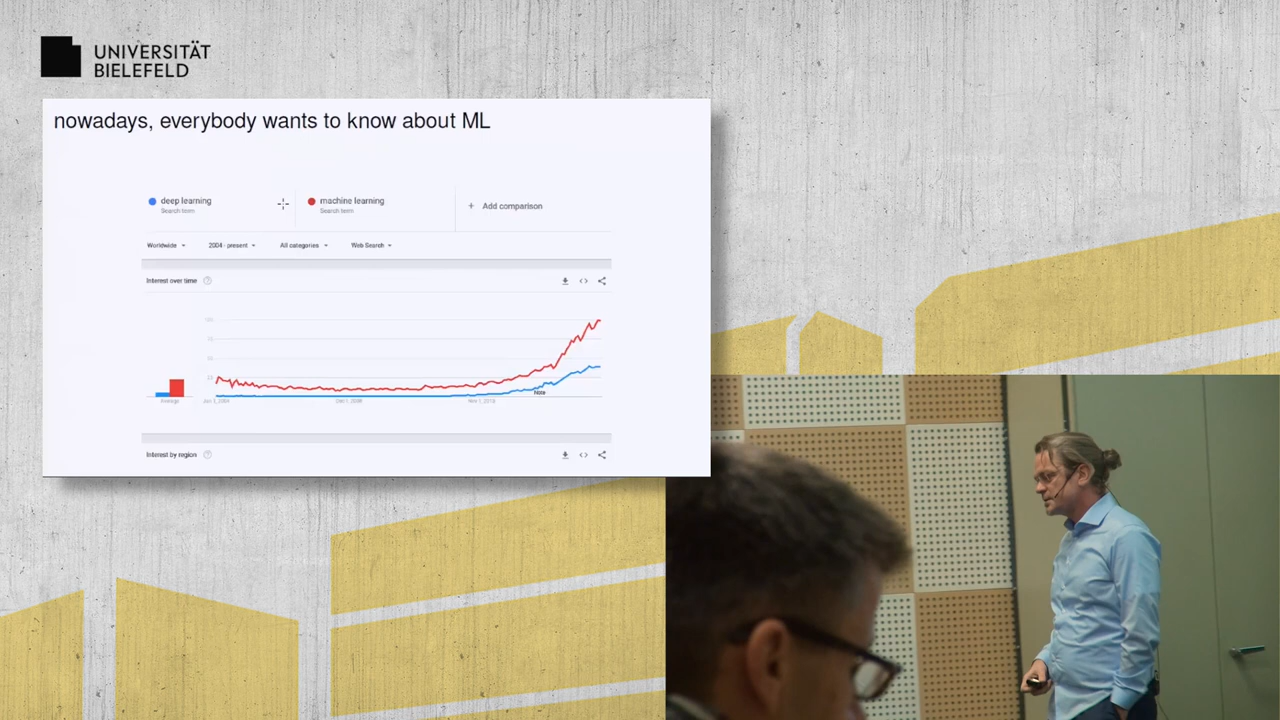 UNIVERSITÄT
BIELEFELD
nowadays, everybody wants to know about ML
deep learning
Search term
machine learning
Search term
+ Add comparison
Worldwide
2004 - present
All categories
Web Search
Interest over time
Average
Note
Interest by region